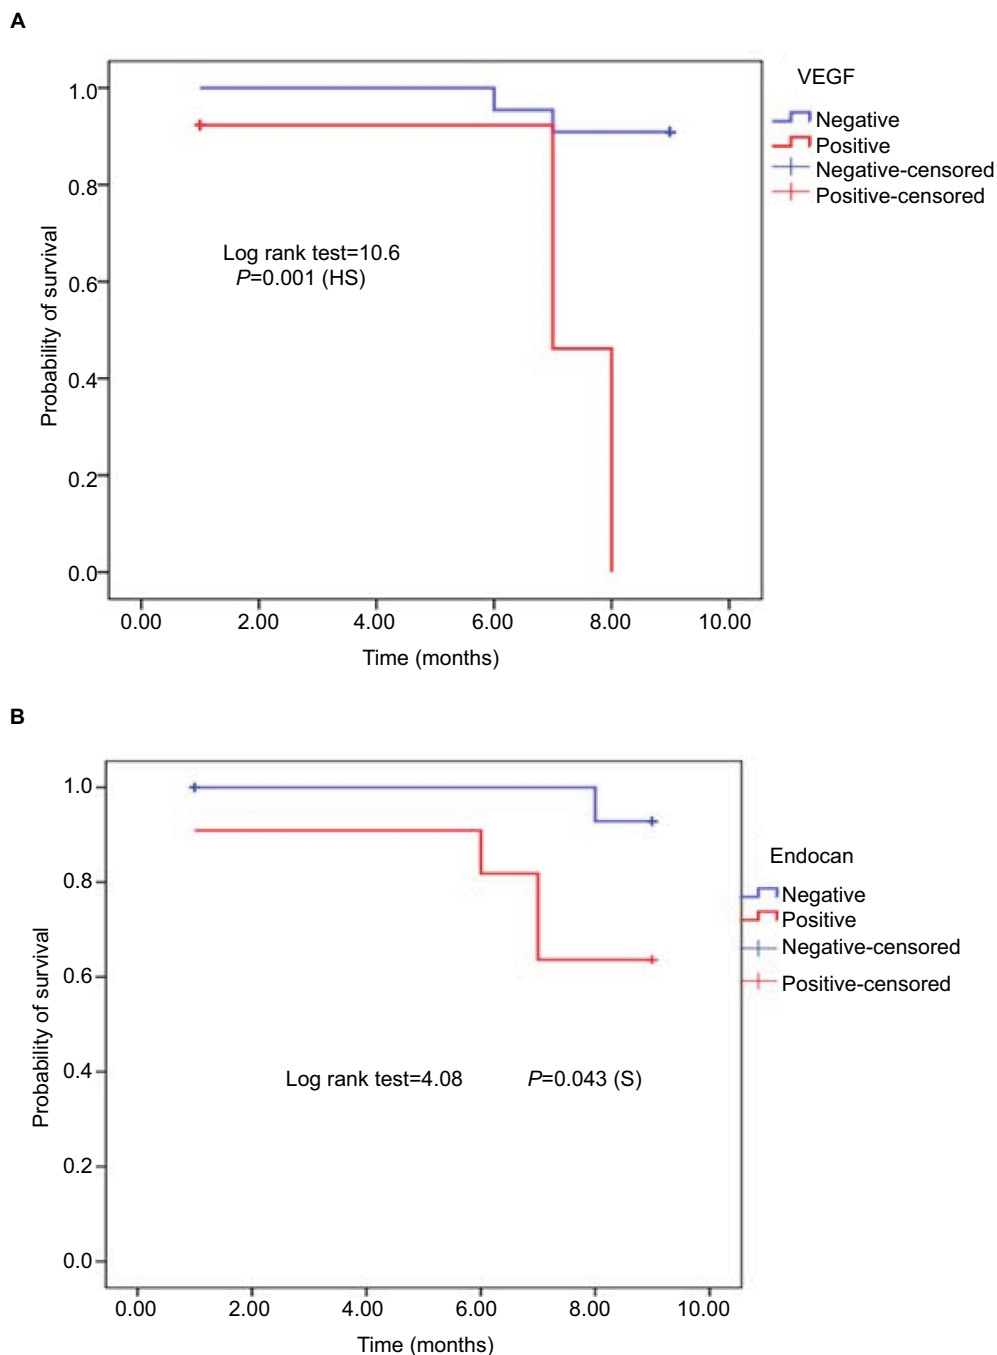 A
VEGF
Negative
Positive
Negative-censored
Positive-censored
1.0
0.8
0.6
0.4
0.2
0.0
Probability of survival
Log rank test=10.6
P=0.001 (HS)
0.00 2.00 4.00 6.00 8.00 10.00
Time (months)
B
Endocan
Negative
Positive
Negative-censored
Positive-censored
1.0
0.8
0.6
0.4
0.2
0.0
Probability of survival
Log rank test=4.08 P=0.043 (S)
0.00 2.00 4.00 6.00 8.00 10.00
Time (months)